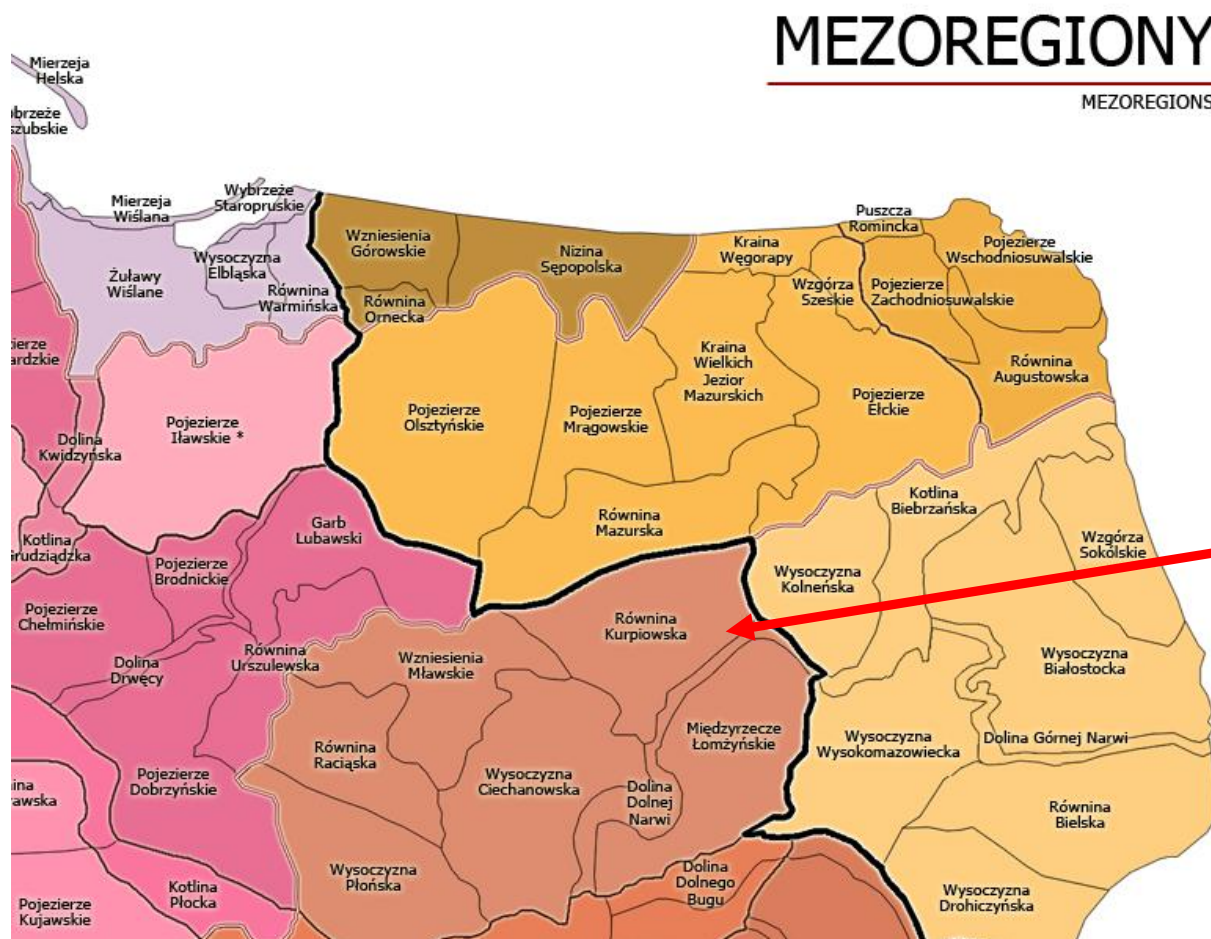 MEZOREGIONY
MEZOREGIONS
Mierzeja
Helska
brzeże
szubskie
Mierzeja
Wiślana
Wybrzeże
Staropruskie
Wysoczyzna
Elbląska
Żuławy
Wiślane
Równina
Warmińska
Wzniesienia
Górowskie
Równina
Ornecka
Nizina
Sępopolska
Kraina
Węgorapy
Puszcza
Romincka
Pojezierze
Wschodniosuwalskie
Wzgórza
Szeskie
Pojezierze
Zachodniosuwalskie
Równina
Augustowska
zierze
ardzkie
Dolina
Kwidzyńska
Pojezierze
Iławskie *
Pojezierze
Olsztyńskie
Pojezierze
Mrągowskie
Kraina
Wielkich
Jezior
Mazurskich
Pojezierze
Ełckie
Kotlina
Biebrzańska
Wzgórza
Sokólskie
Równina
Mazurska
Garb
Lubawski
Kotlina
Grudziądzka
Pojezierze
Brodnickie
Pojezierze
Chełmińskie
Dolina
Drwęcy
Równina
Urszulewska
Wzniesienia
Mławskie
Równina
Kurpiowska
Wysoczyzna
Kolneńska
Wysoczyzna
Białostocka
Międzyrzecze
Łomżyńskie
Wysoczyzna
Wysokomazowiecka
Dolina Górnej Narwi
Równina
Raciąska
Pojezierze
Dobrzyńskie
Wysoczyzna
Ciechanowska
Dolina
Dolnej
Narwi
Równina
Bielska
ina
rawska
Wysoczyzna
Płońska
Kotlina
Płocka
Pojezierze
Kujawskie
Dolina
Dolnego
Bugu
Wysoczyzna
Drohiczyńska